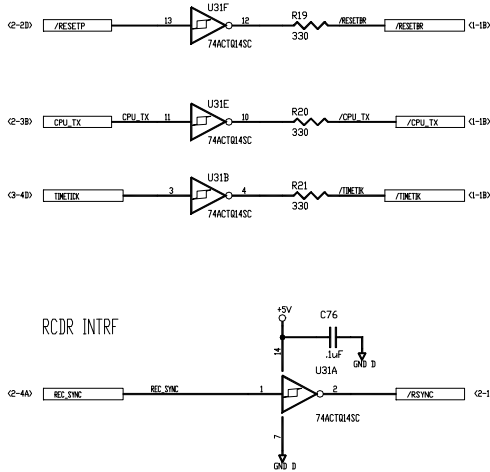 U31F
<2-2D> /RESETP 13 12 R19 /RESETBR /RESETBR <1-1B>
74ACTQ14SC 330
U31E
<2-3B> CPU_TX CPU_TX 11 10 R20 /CPU_TX /CPU_TX <1-1B>
74ACTQ14SC 330
U31B
<3-4D> TIMETICK 3 4 R21 /TIMETIK /TIMETIK <1-1B>
74ACTQ14SC 330
+5V C76
RCDR INTRF
14 .1uF
GND D
U31A
<2-4A> REC_SYNC REC_SYNC 1 2 /RSYNC <2-1
74ACTQ14SC
7
GND D